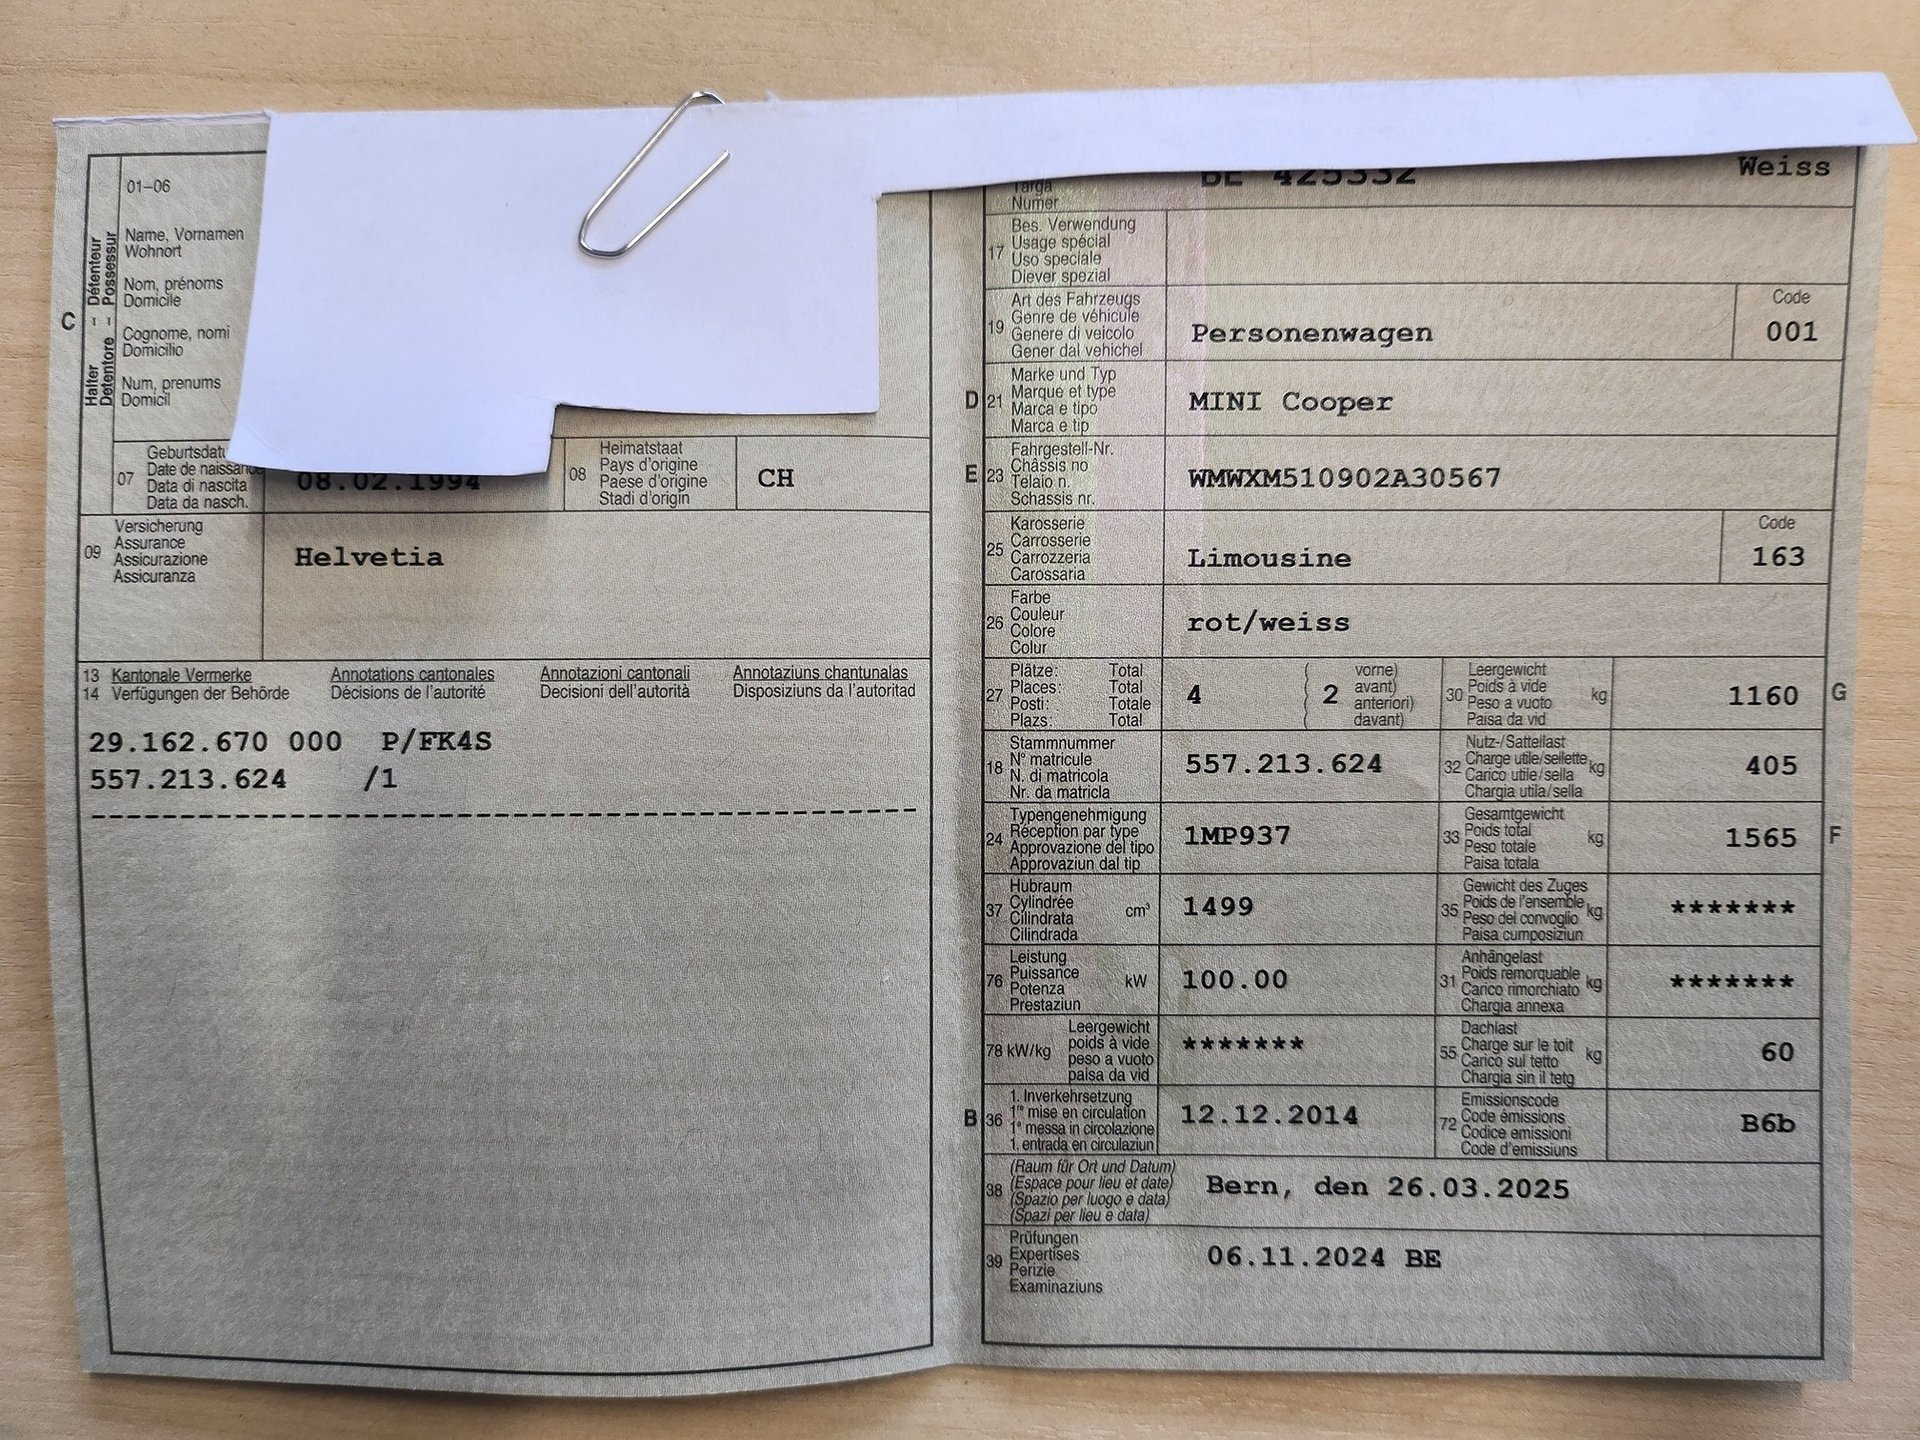 01–06
Name, Vornamen
Wohnort
Nom, prénoms
Domicile
Cognome, nomi
Domicilio
Num, prenums
Domicil
C
Halter – Détenteur
Detentore – Possessur
07
Date de naissance
Data di nascita
Data da nasch.
08.02.1994
08
Heimatstaat
Pays d'origine
Paese d'origine
Stadi d'origin
CH
09
Versicherung
Assurance
Assicurazione
Assicuranza
Helvetia
13 Kantonale Vermerke Annotations cantonales Annotazioni cantonali Annotaziuns chantunalas
14 Verfügungen der Behörde Décisions de l'autorité Decisioni dell'autorità Disposiziuns da l'autoritad
29.162.670 000 P/FK4S
557.213.624 /1
Targa
Numer
BE 425332
Weiss
17
Bes. Verwendung
Usage spécial
Uso speciale
Diever spezial
19
Art des Fahrzeugs
Genre de véhicule
Genere di veicolo
Gener dal vehichel
Personenwagen
Code
001
D 21
Marke und Typ
Marque et type
Marca e tipo
Marca e tip
MINI Cooper
E 23
Fahrgestell-Nr.
Châssis no
Telaio n.
Schassis nr.
WMWXM510902A30567
25
Karosserie
Carrosserie
Carrozzeria
Carossaria
Limousine
Code
163
26
Farbe
Couleur
Colore
Colur
rot/weiss
27
Plätze: Total
Places: Total
Posti: Totale
Plazs: Total
4
( vorne)
( 2 avant)
( anteriori)
( davant)
30
Leergewicht
Poids à vide
Peso a vuoto
Paisa da vid
kg
1160
G
18
Stammnummer
N° matricule
N. di matricola
Nr. da matricla
557.213.624
32
Nutz-/Sattellast
Charge utile/sellette
Carico utile/sella
Chargia utila/sella
kg
405
24
Typengenehmigung
Réception par type
Approvazione del tipo
Approvaziun dal tip
1MP937
33
Gesamtgewicht
Poids total
Peso totale
Paisa totala
kg
1565
F
37
Hubraum
Cylindrée
Cilindrata
Cilindrada
cm³
1499
35
Gewicht des Zuges
Poids de l'ensemble
Peso del convoglio
Paisa cumposiziun
kg
*******
76
Leistung
Puissance
Potenza
Prestaziun
kW
100.00
31
Anhängelast
Poids remorquable
Carico rimorchiato
Chargia annexa
kg
*******
78 kW/kg
Leergewicht
poids à vide
peso a vuoto
paisa da vid
*******
55
Dachlast
Charge sur le toit
Carico sul tetto
Chargia sin il tetg
kg
60
B 36
1. Inverkehrsetzung
1re mise en circulation
1a messa in circolazione
1. entrada en circulaziun
12.12.2014
72
Emissionscode
Code émissions
Codice emissioni
Code d'emissiuns
B6b
38
(Raum für Ort und Datum)
(Espace pour lieu et date)
(Spazio per luogo e data)
(Spazi per lieu e data)
Bern, den 26.03.2025
39
Prüfungen
Expertises
Perizie
Examinaziuns
06.11.2024 BE